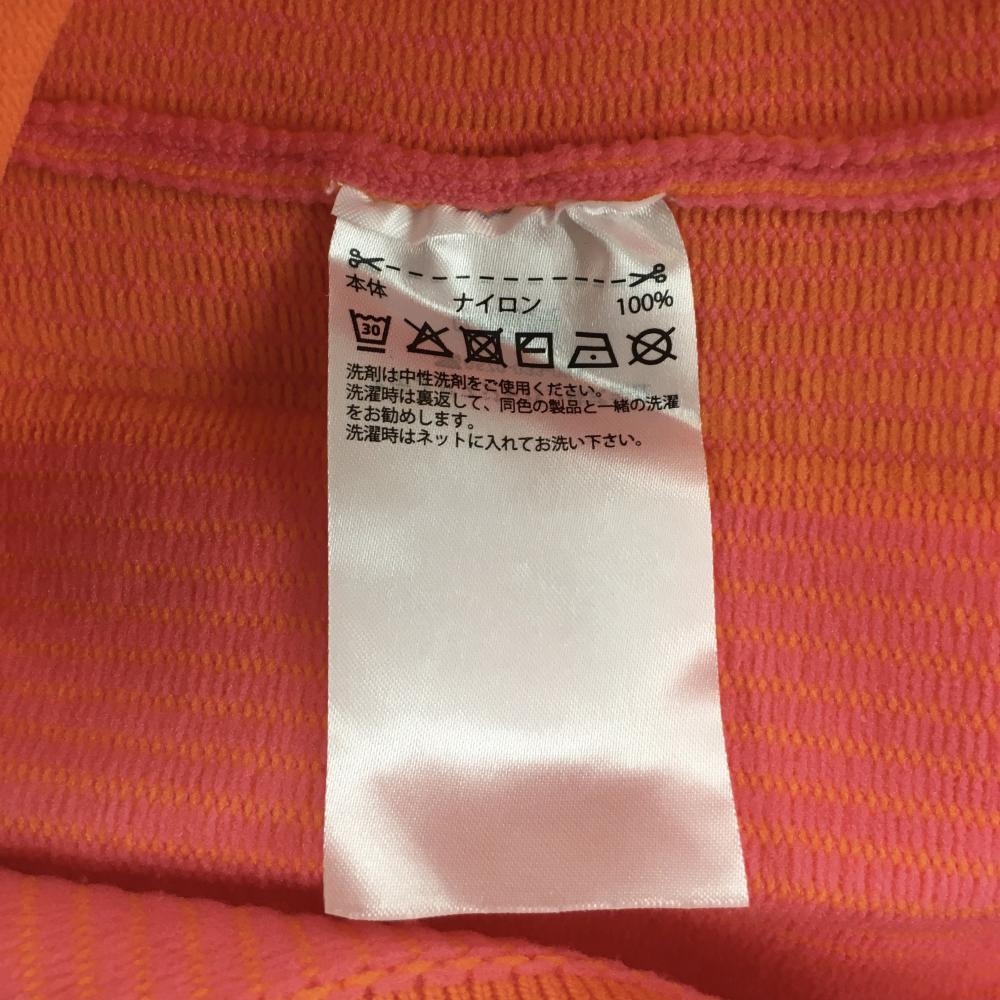 本体 ナイロン 100%
30
洗剤は中性洗剤をご使用ください。
洗濯時は裏返して、同色の製品と一緒の洗濯
をお勧めします。
洗濯時はネットに入れてお洗い下さい。